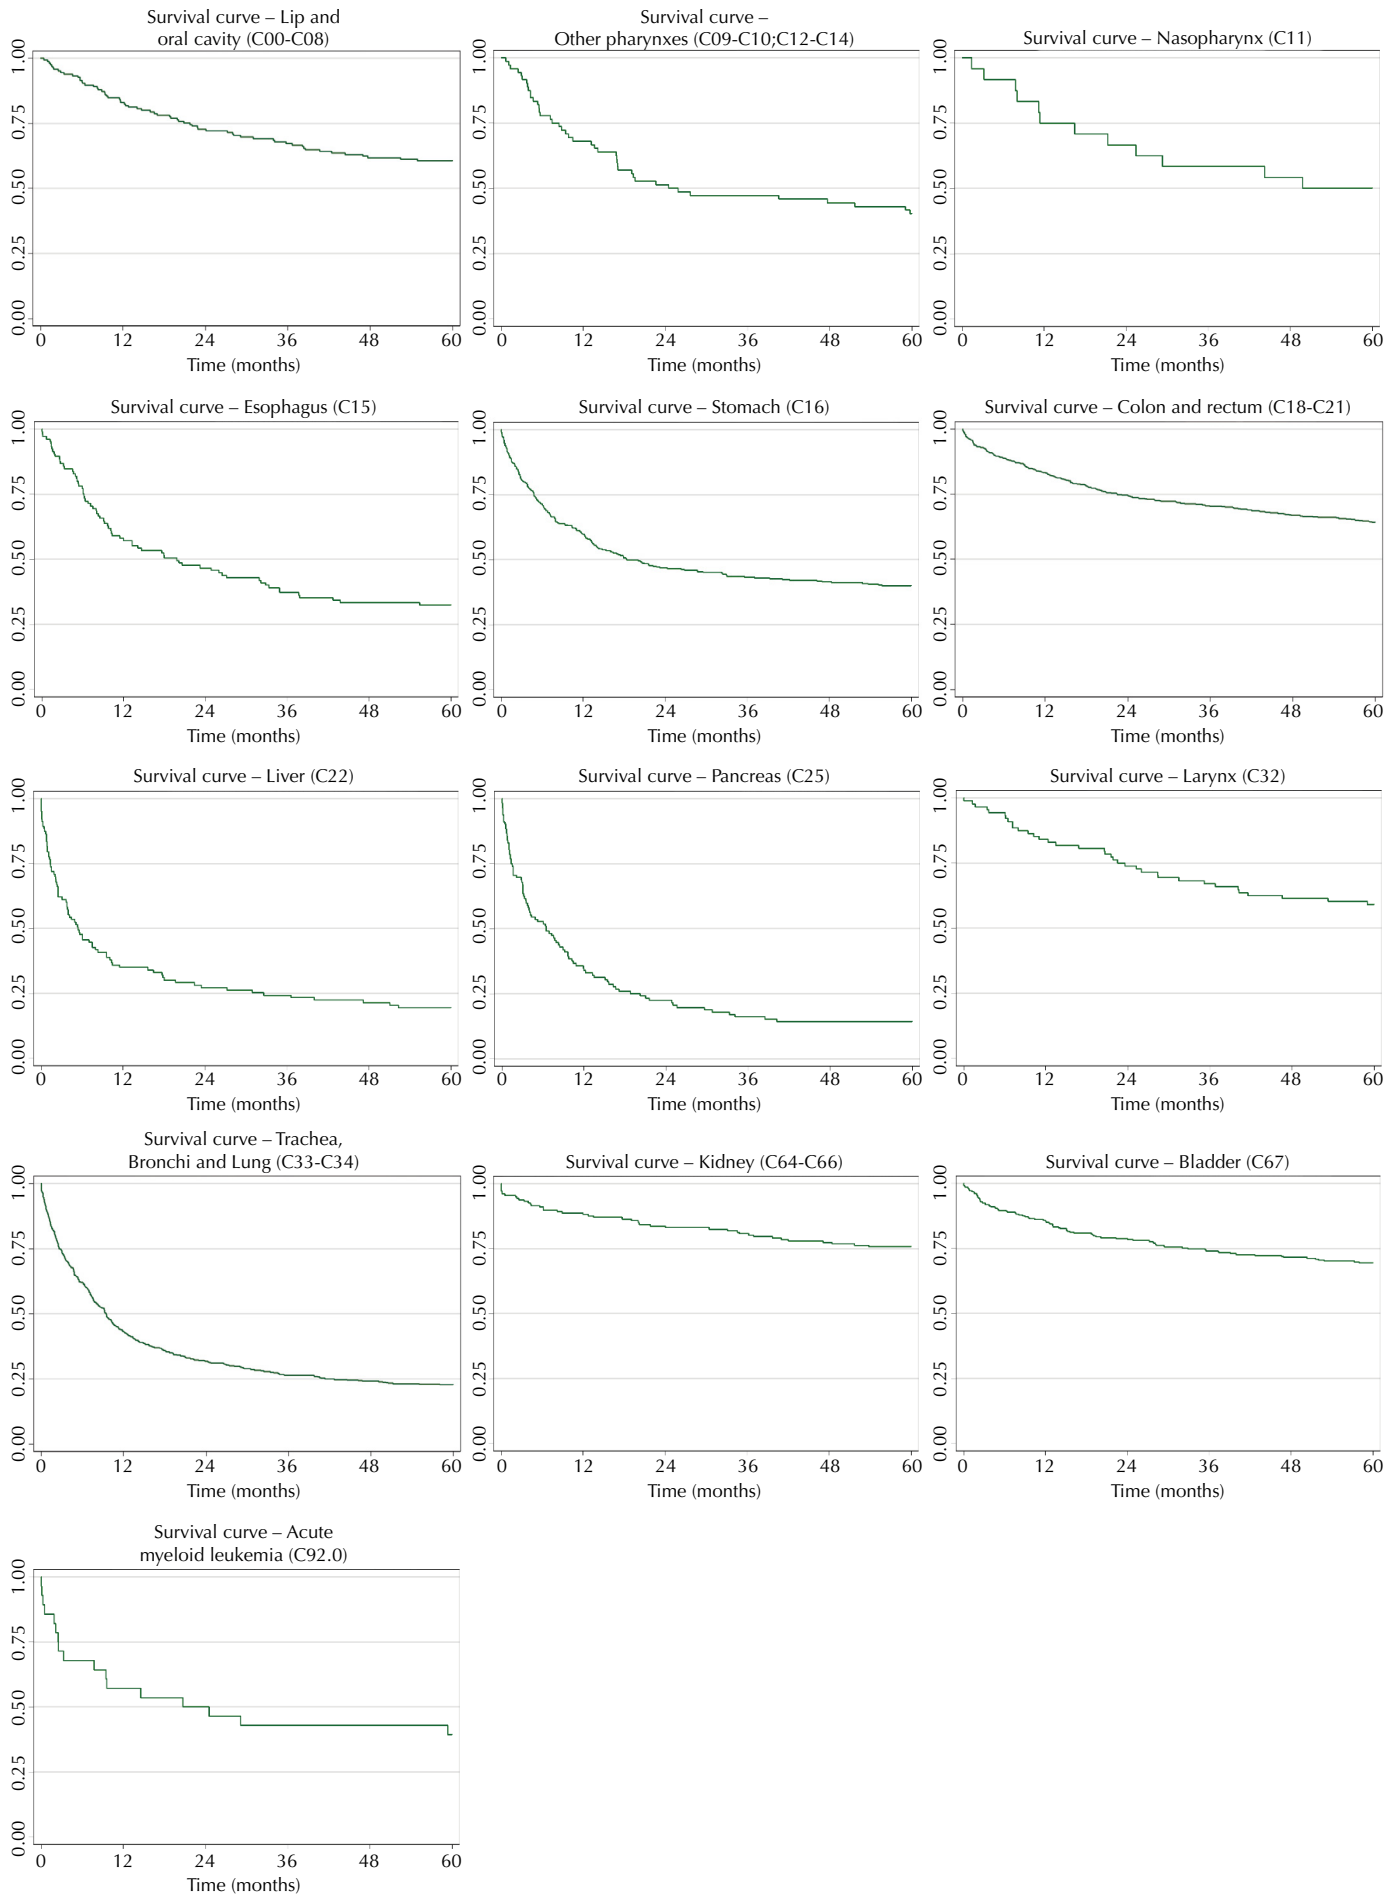 Survival curve – Lip and
oral cavity (C00-C08)
1.00
0.75
0.50
0.25
0.00
0 12 24 36 48 60
Time (months)
Survival curve –
Other pharynxes (C09-C10;C12-C14)
1.00
0.75
0.50
0.25
0.00
0 12 24 36 48 60
Time (months)
Survival curve – Nasopharynx (C11)
1.00
0.75
0.50
0.25
0.00
0 12 24 36 48 60
Time (months)
Survival curve – Esophagus (C15)
1.00
0.75
0.50
0.25
0.00
0 12 24 36 48 60
Time (months)
Survival curve – Stomach (C16)
1.00
0.75
0.50
0.25
0.00
0 12 24 36 48 60
Time (months)
Survival curve – Colon and rectum (C18-C21)
1.00
0.75
0.50
0.25
0.00
0 12 24 36 48 60
Time (months)
Survival curve – Liver (C22)
1.00
0.75
0.50
0.25
0.00
0 12 24 36 48 60
Time (months)
Survival curve – Pancreas (C25)
1.00
0.75
0.50
0.25
0.00
0 12 24 36 48 60
Time (months)
Survival curve – Larynx (C32)
1.00
0.75
0.50
0.25
0.00
0 12 24 36 48 60
Time (months)
Survival curve – Trachea,
Bronchi and Lung (C33-C34)
1.00
0.75
0.50
0.25
0.00
0 12 24 36 48 60
Time (months)
Survival curve – Kidney (C64-C66)
1.00
0.75
0.50
0.25
0.00
0 12 24 36 48 60
Time (months)
Survival curve – Bladder (C67)
1.00
0.75
0.50
0.25
0.00
0 12 24 36 48 60
Time (months)
Survival curve – Acute
myeloid leukemia (C92.0)
1.00
0.75
0.50
0.25
0.00
0 12 24 36 48 60
Time (months)